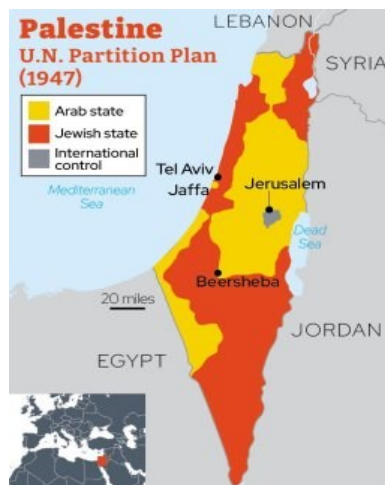 Palestine
U.N. Partition Plan
(1947)
Arab state
Jewish state
International
control
LEBANON
SYRIA
Tel Aviv
Jaffa
Jerusalem
Mediterranean
Sea
Dead
Sea
Beersheba
20 miles
JORDAN
EGYPT